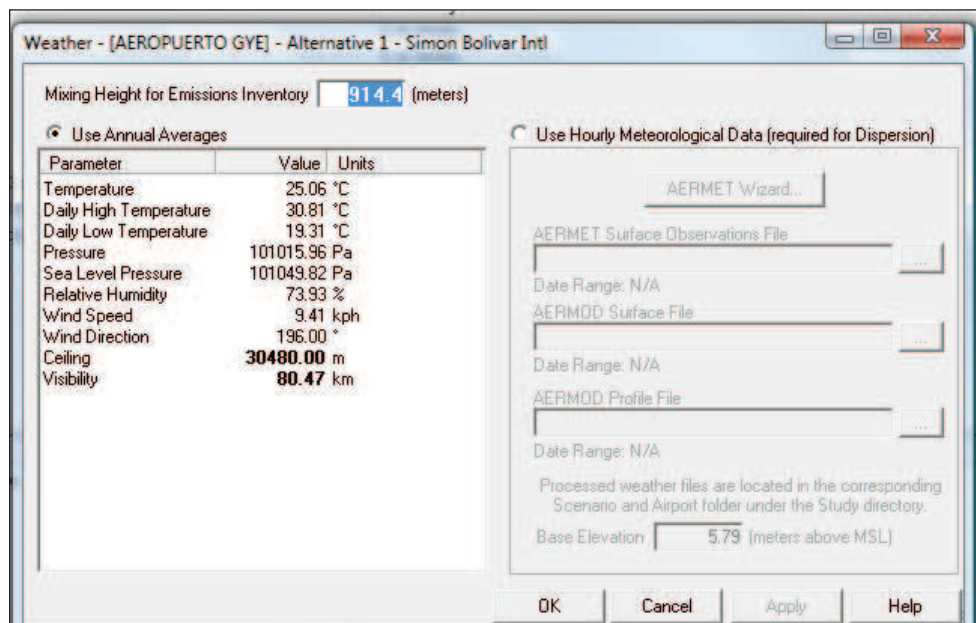 Weather - [AEROPUERTO GYE] - Alternative 1 - Simon Bolivar Intl
Mixing Height for Emissions Inventory 914.4 (meters)
Use Annual Averages
Parameter Value Units
Temperature 25.06 °C
Daily High Temperature 30.81 °C
Daily Low Temperature 19.31 °C
Pressure 101015.96 Pa
Sea Level Pressure 101049.82 Pa
Relative Humidity 73.93 %
Wind Speed 9.41 kph
Wind Direction 196.00 °
Ceiling 30480.00 m
Visibility 80.47 km
Use Hourly Meteorological Data (required for Dispersion)
AERMET Wizard...
AERMET Surface Observations File
...
Date Range: N/A
AERMOD Surface File
...
Date Range: N/A
AERMOD Profile File
...
Date Range: N/A
Processed weather files are located in the corresponding
Scenario and Airport folder under the Study directory.
Base Elevation 5.79 (meters above MSL)
OK Cancel Apply Help